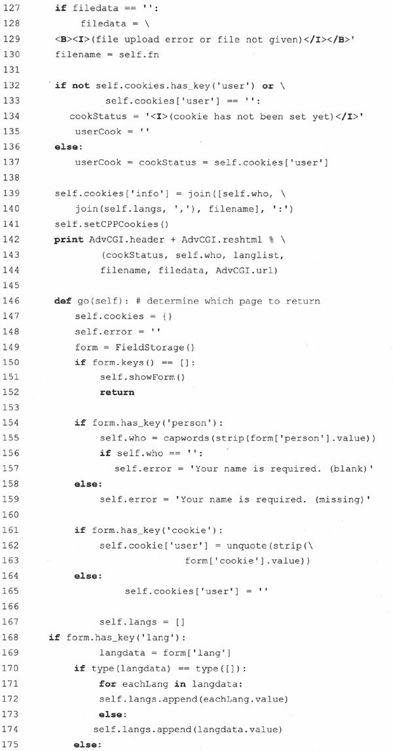 127 if filedata == '':
128 filedata = \
129 <B><I>(file upload error or file not given)</I></B>'
130 filename = self.fn
131
132 if not self.cookies.has_key('user') or \
133 self.cookies['user'] == '':
134 cookStatus = '<I>(cookie has not been set yet)</I>'
135 userCook = ''
136 else:
137 userCook = cookStatus = self.cookies['user']
138
139 self.cookies['info'] = join([self.who, \
140 join(self.langs, ','), filename], ':')
141 self.setCPPCookies()
142 print AdvCGI.header + AdvCGI.reshtml % \
143 (cookStatus, self.who, langlist,
144 filename, filedata, AdvCGI.url)
145
146 def go(self): # determine which page to return
147 self.cookies = {}
148 self.error = ''
149 form = FieldStorage()
150 if form.keys() == []:
151 self.showForm()
152 return
153
154 if form.has_key('person'):
155 self.who = capwords(strip(form['person'].value))
156 if self.who == '':
157 self.error = 'Your name is required. (blank)'
158 else:
159 self.error = 'Your name is required. (missing)'
160
161 if form.has_key('cookie'):
162 self.cookie['user'] = unquote(strip(\
163 form['cookie'].value))
164 else:
165 self.cookies['user'] = ''
166
167 self.langs = []
168 if form.has_key('lang'):
169 langdata = form['lang']
170 if type(langdata) == type([]):
171 for eachLang in langdata:
172 self.langs.append(eachLang.value)
173 else:
174 self.langs.append(langdata.value)
175 else: